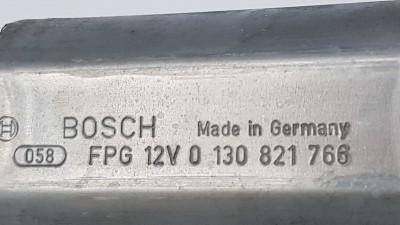 BOSCH Made in Germany
058 FPG 12V 0 130 821 766